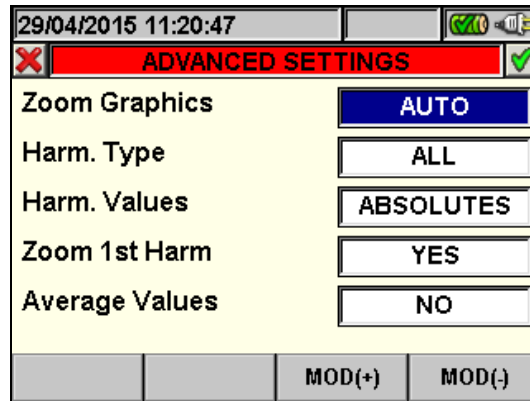 29/04/2015 11:20:47
ADVANCED SETTINGS
Zoom Graphics AUTO
Harm. Type ALL
Harm. Values ABSOLUTES
Zoom 1st Harm YES
Average Values NO
MOD(+) MOD(-)